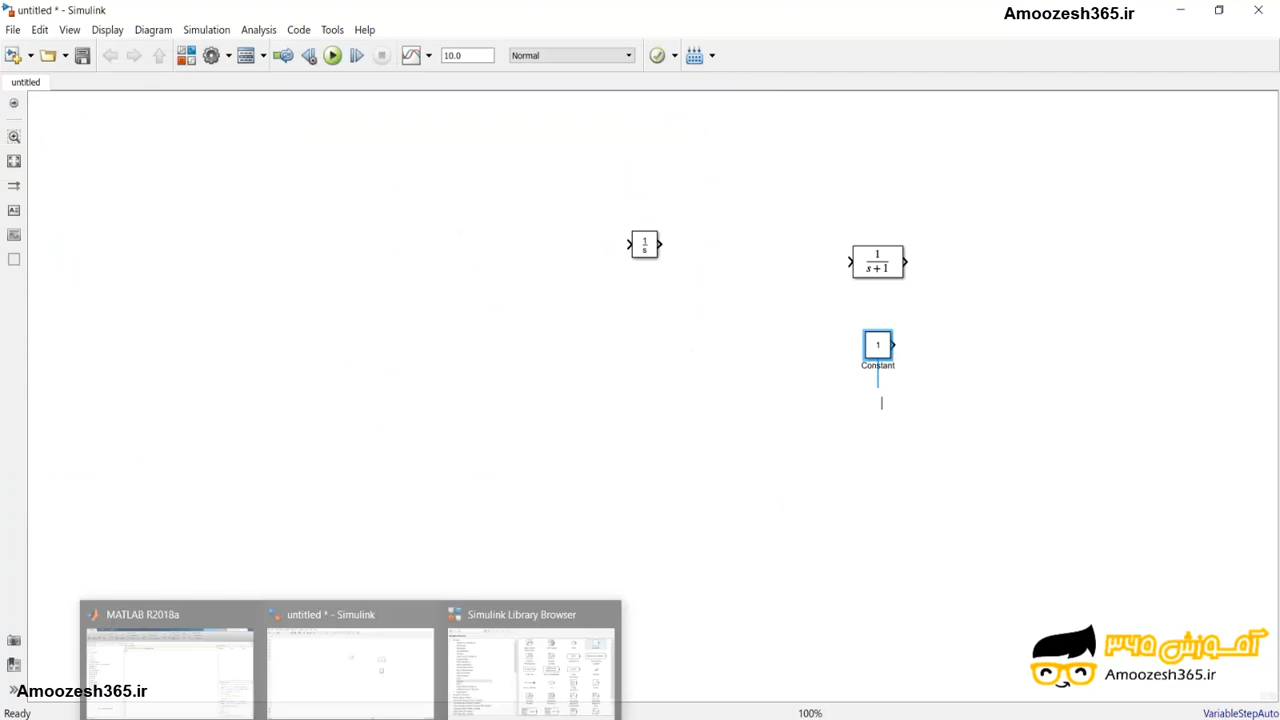 untitled * - Simulink
Amoozesh365.ir
File Edit View Display Diagram Simulation Analysis Code Tools Help
10.0 Normal
untitled
1
s
1
s + 1
1
Constant
MATLAB R2018a untitled * - Simulink Simulink Library Browser
آموزش ۳۶۵
Amoozesh365.ir
Amoozesh365.ir
Ready 100% VariableStepAuto